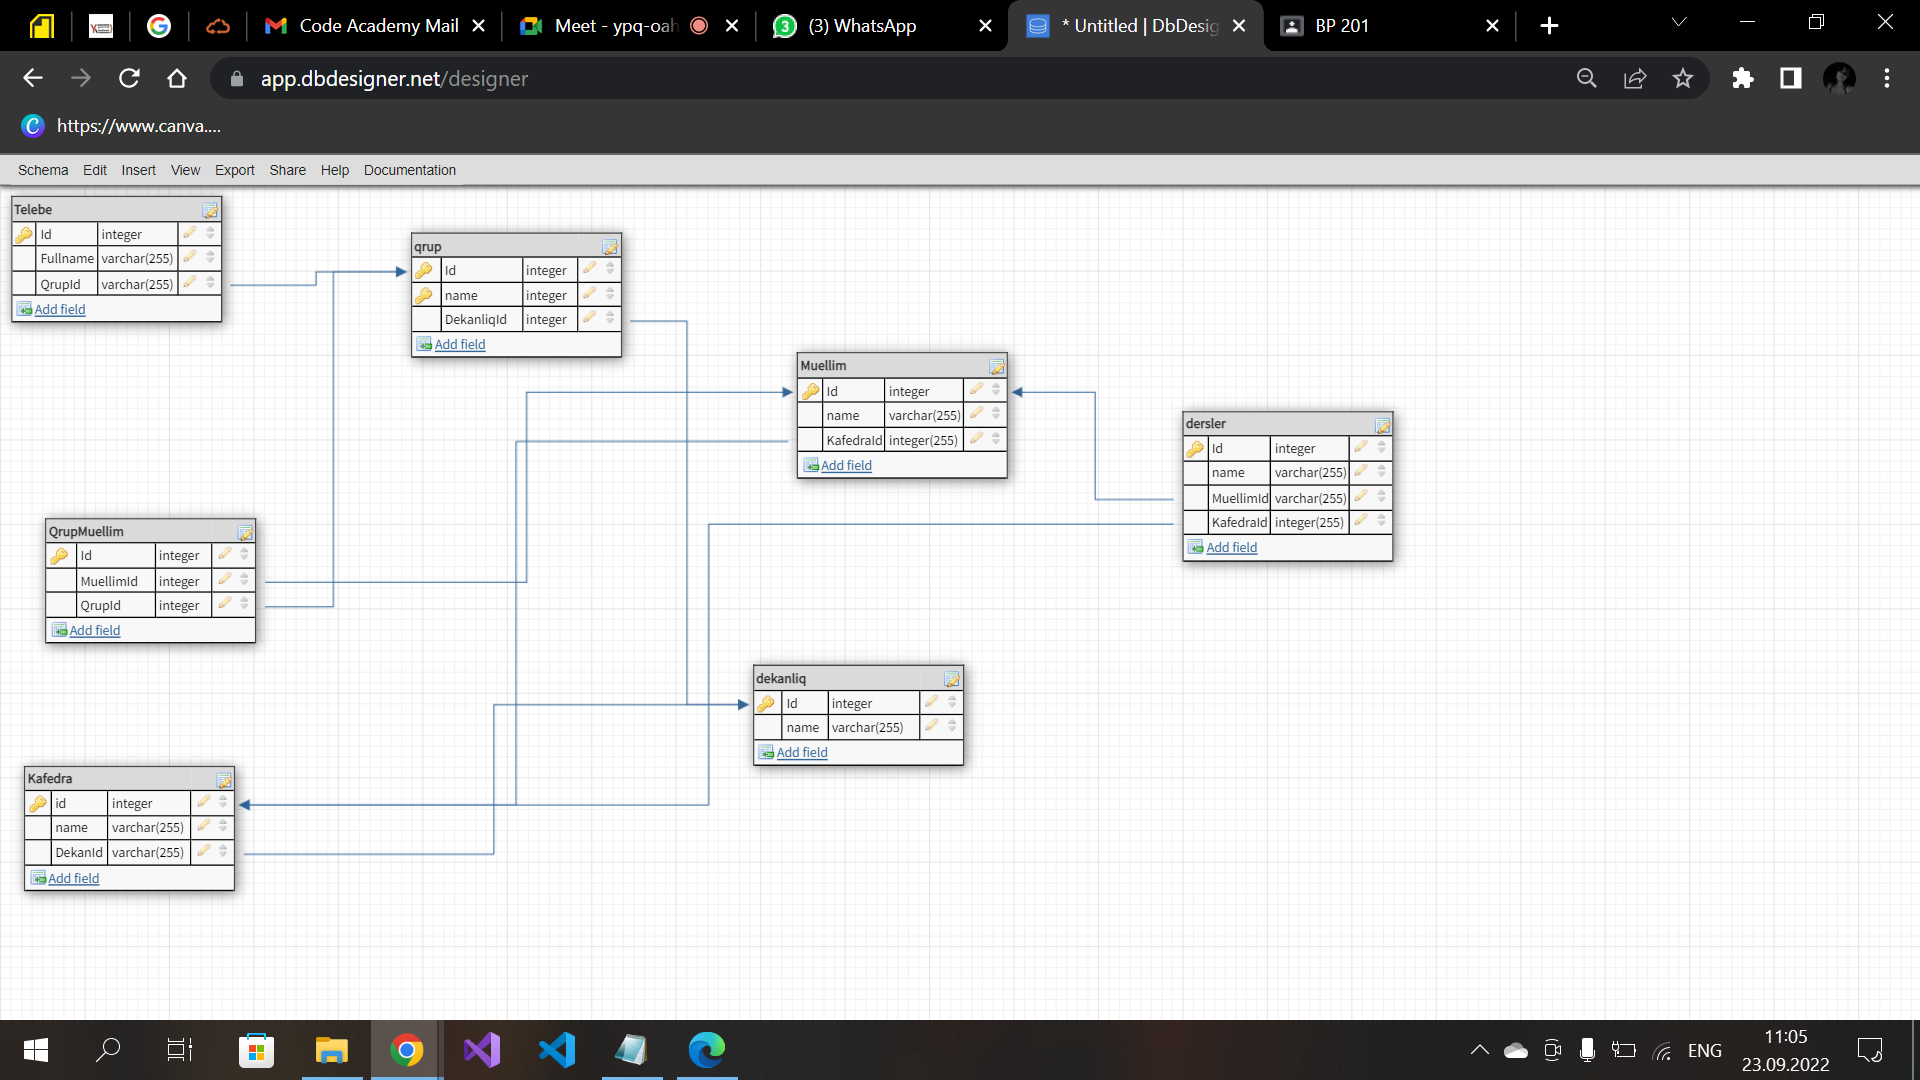 Code Academy Mail
Meet - ypq-oah
(3) WhatsApp
* Untitled | DbDesig
BP 201
app.dbdesigner.net/designer
https://www.canva....
Schema Edit Insert View Export Share Help Documentation
Telebe
Id integer
Fullname varchar(255)
QrupId varchar(255)
Add field
qrup
Id integer
name integer
DekanliqId integer
Add field
Muellim
Id integer
name varchar(255)
KafedraId integer(255)
Add field
dersler
Id integer
name varchar(255)
MuellimId varchar(255)
KafedraId integer(255)
Add field
QrupMuellim
Id integer
MuellimId integer
QrupId integer
Add field
dekanliq
Id integer
name varchar(255)
Add field
Kafedra
id integer
name varchar(255)
DekanId varchar(255)
Add field
ENG
11:05
23.09.2022